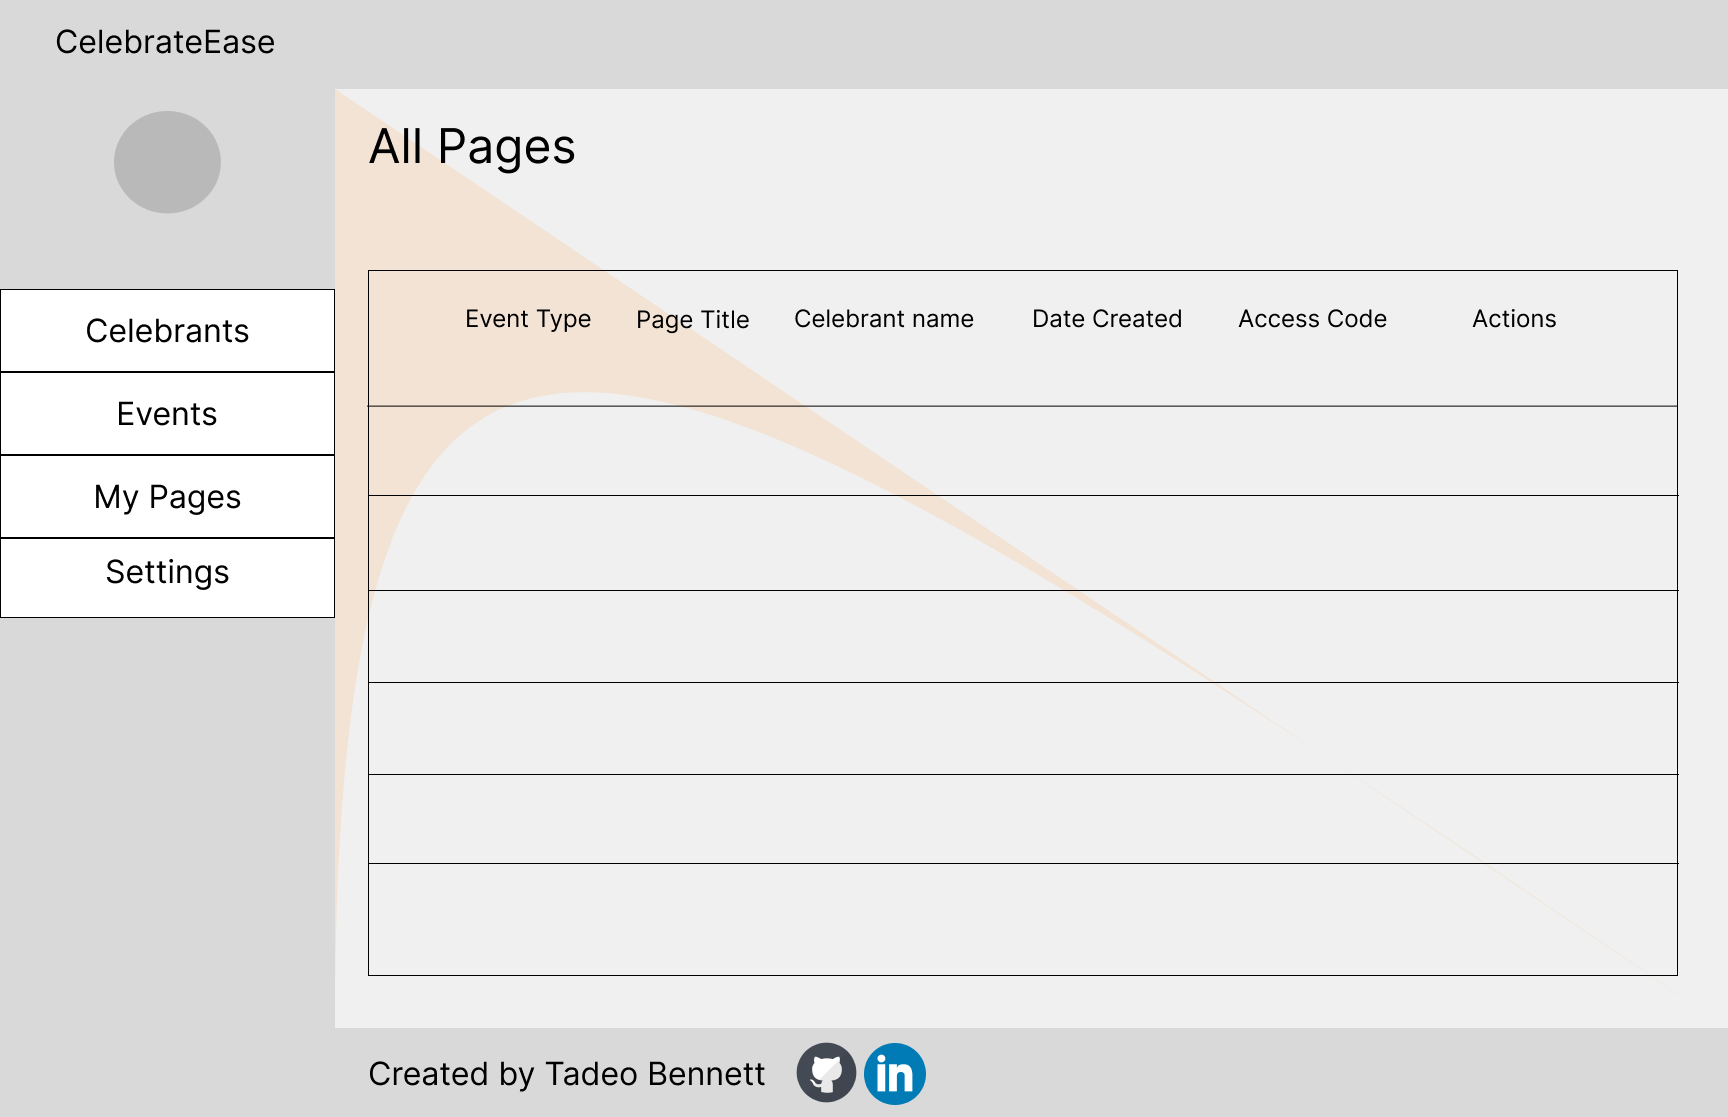 CelebrateEase
Celebrants
Events
My Pages
Settings
All Pages
Event Type Page Title Celebrant name Date Created Access Code Actions
Created by Tadeo Bennett in